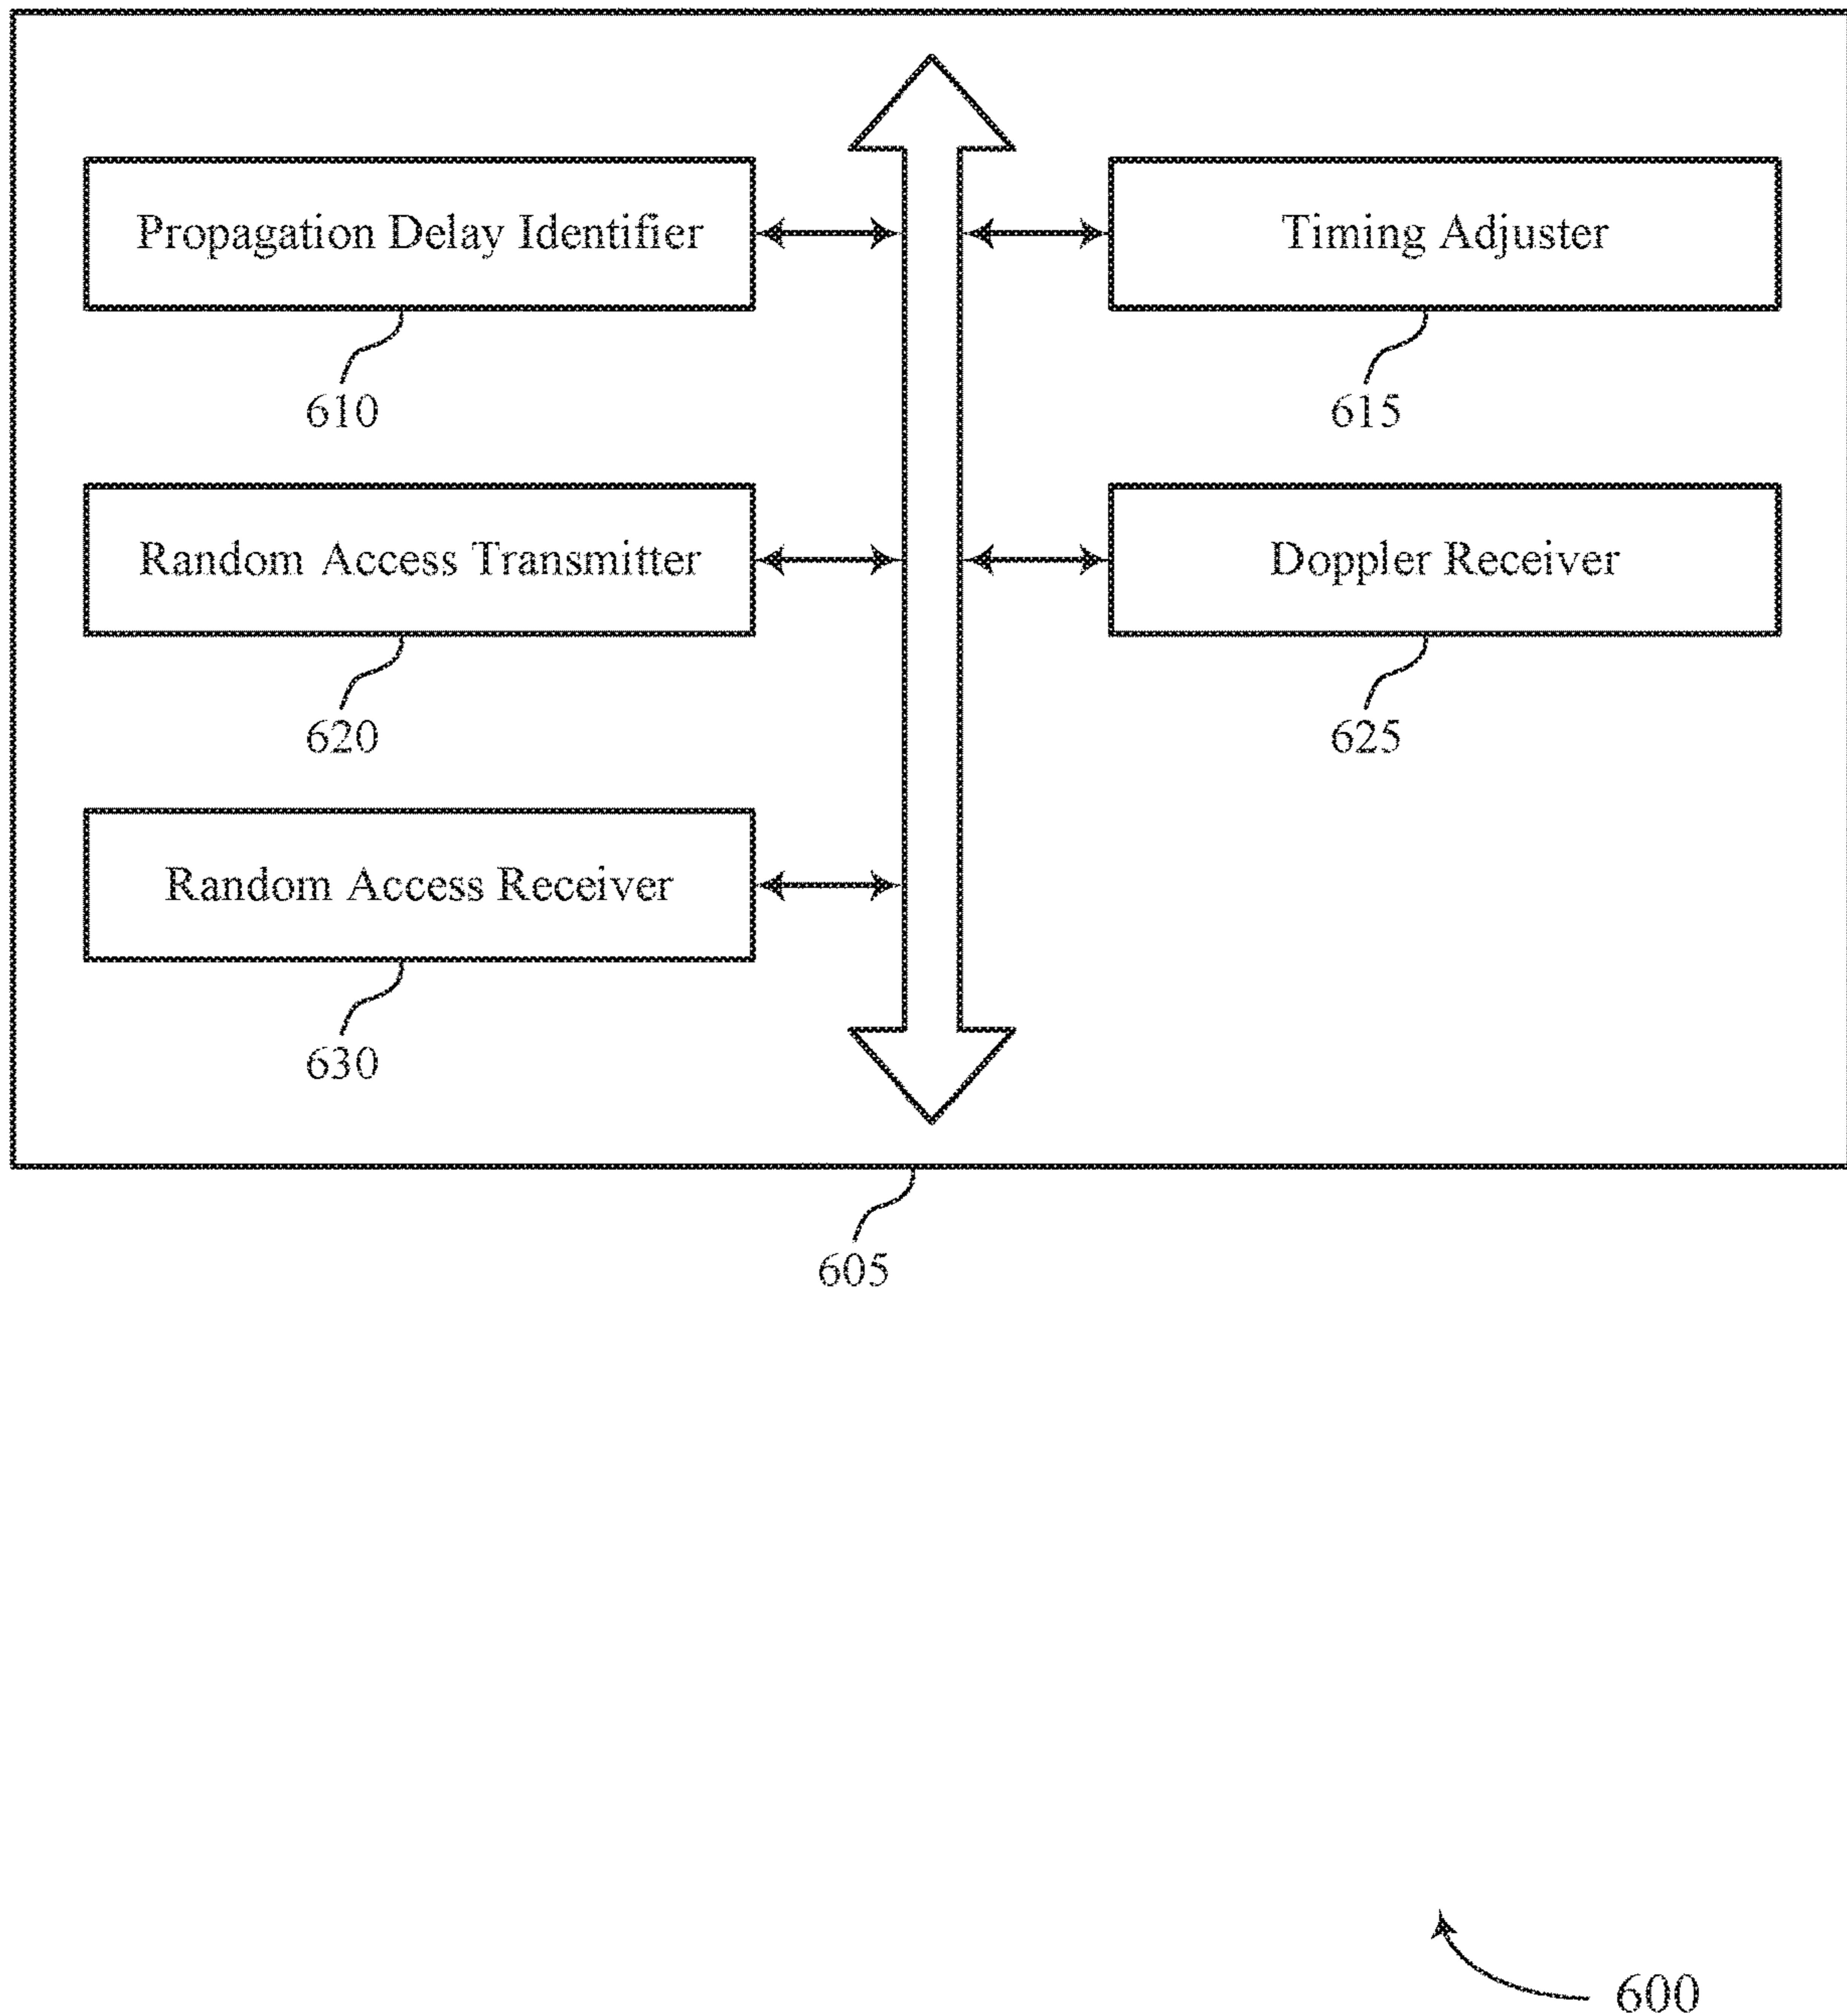 Propagation Delay Identifier
Timing Adjuster
610
615
Random Access Transmitter
Doppler Receiver
620
625
Random Access Receiver
630
605
600